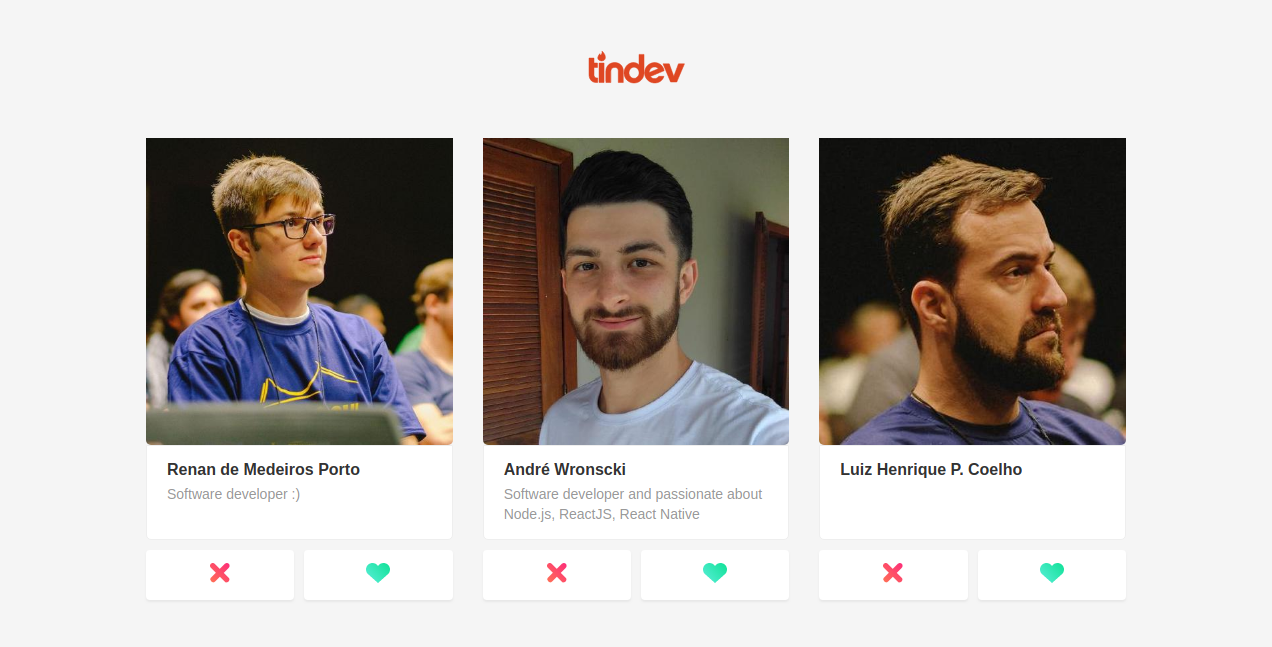 tindev
Renan de Medeiros Porto
Software developer :)
André Wronscki
Software developer and passionate about
Node.js, ReactJS, React Native
Luiz Henrique P. Coelho